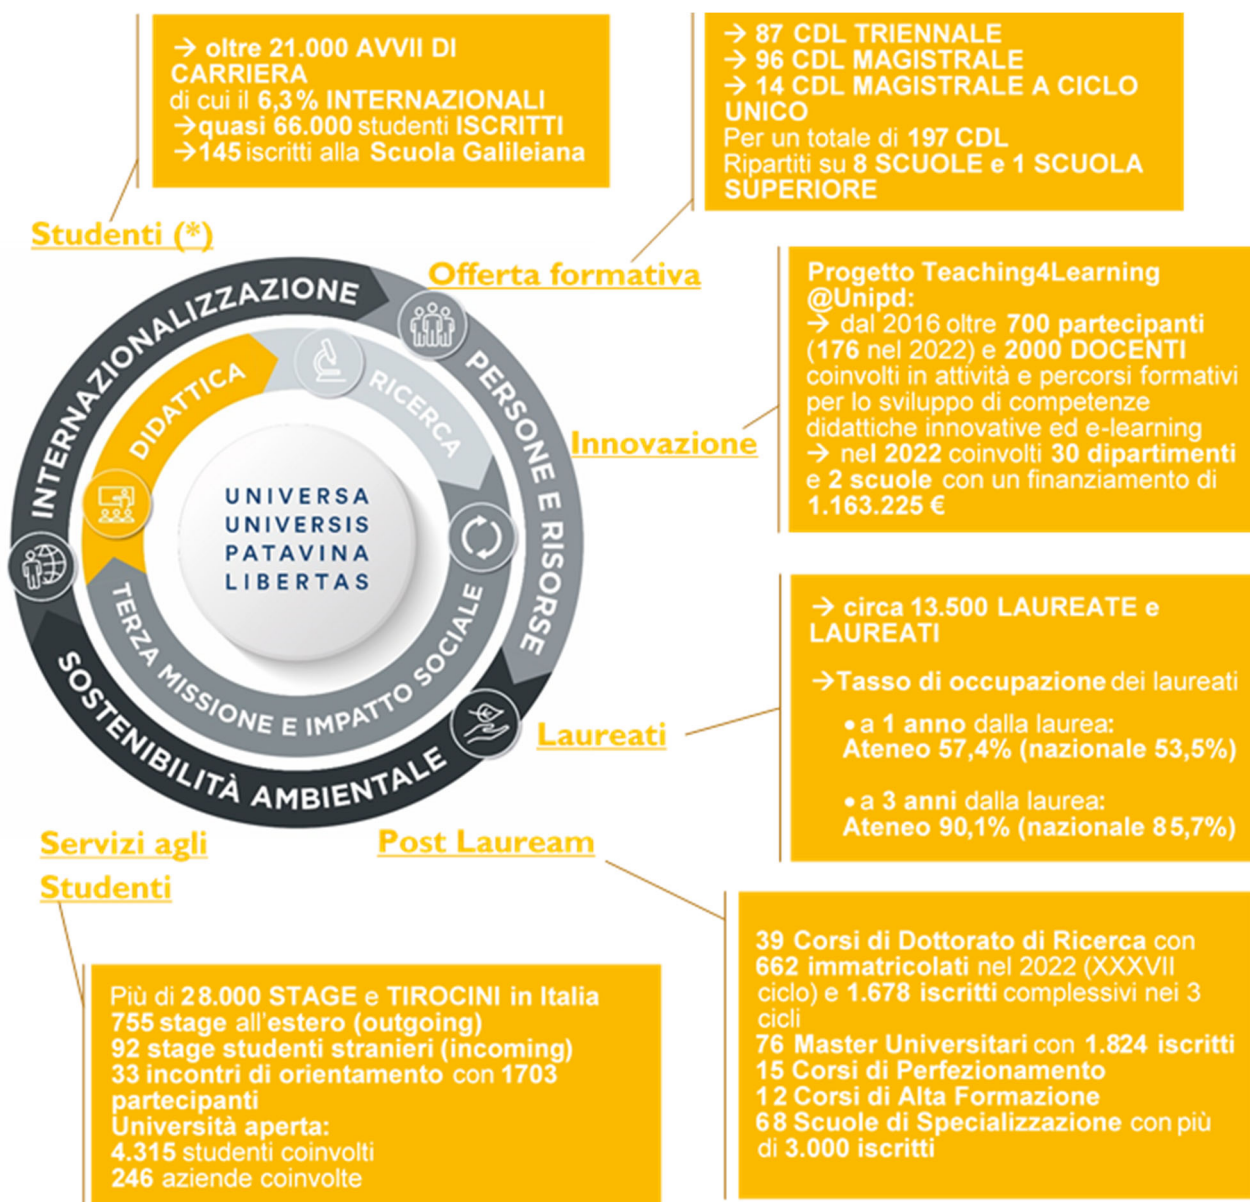 → oltre 21.000 AVVII DI
CARRIERA
di cui il 6,3% INTERNAZIONALI
→quasi 66.000 studenti ISCRITTI
→145 iscritti alla Scuola Galileiana
→ 87 CDL TRIENNALE
→ 96 CDL MAGISTRALE
→ 14 CDL MAGISTRALE A CICLO
UNICO
Per un totale di 197 CDL
Ripartiti su 8 SCUOLE e 1 SCUOLA
SUPERIORE
Studenti (*)
Offerta formativa
Progetto Teaching4Learning
@Unipd:
→ dal 2016 oltre 700 partecipanti
(176 nel 2022) e 2000 DOCENTI
coinvolti in attività e percorsi formativi
per lo sviluppo di competenze
didattiche innovative ed e-learning
→ nel 2022 coinvolti 30 dipartimenti
e 2 scuole con un finanziamento di
1.163.225 €
Innovazione
INTERNAZIONALIZZAZIONE
PERSONE E RISORSE
SOSTENIBILITÀ AMBIENTALE
DIDATTICA
RICERCA
TERZA MISSIONE E IMPATTO SOCIALE
UNIVERSA
UNIVERSIS
PATAVINA
LIBERTAS
→ circa 13.500 LAUREATE e
LAUREATI
→Tasso di occupazione dei laureati
• a 1 anno dalla laurea:
Ateneo 57,4% (nazionale 53,5%)
• a 3 anni dalla laurea:
Ateneo 90,1% (nazionale 85,7%)
Laureati
Servizi agli
Studenti
Post Lauream
Più di 28.000 STAGE e TIROCINI in Italia
755 stage all'estero (outgoing)
92 stage studenti stranieri (incoming)
33 incontri di orientamento con 1703
partecipanti
Università aperta:
4.315 studenti coinvolti
246 aziende coinvolte
39 Corsi di Dottorato di Ricerca con
662 immatricolati nel 2022 (XXXVII
ciclo) e 1.678 iscritti complessivi nei 3
cicli
76 Master Universitari con 1.824 iscritti
15 Corsi di Perfezionamento
12 Corsi di Alta Formazione
68 Scuole di Specializzazione con più
di 3.000 iscritti